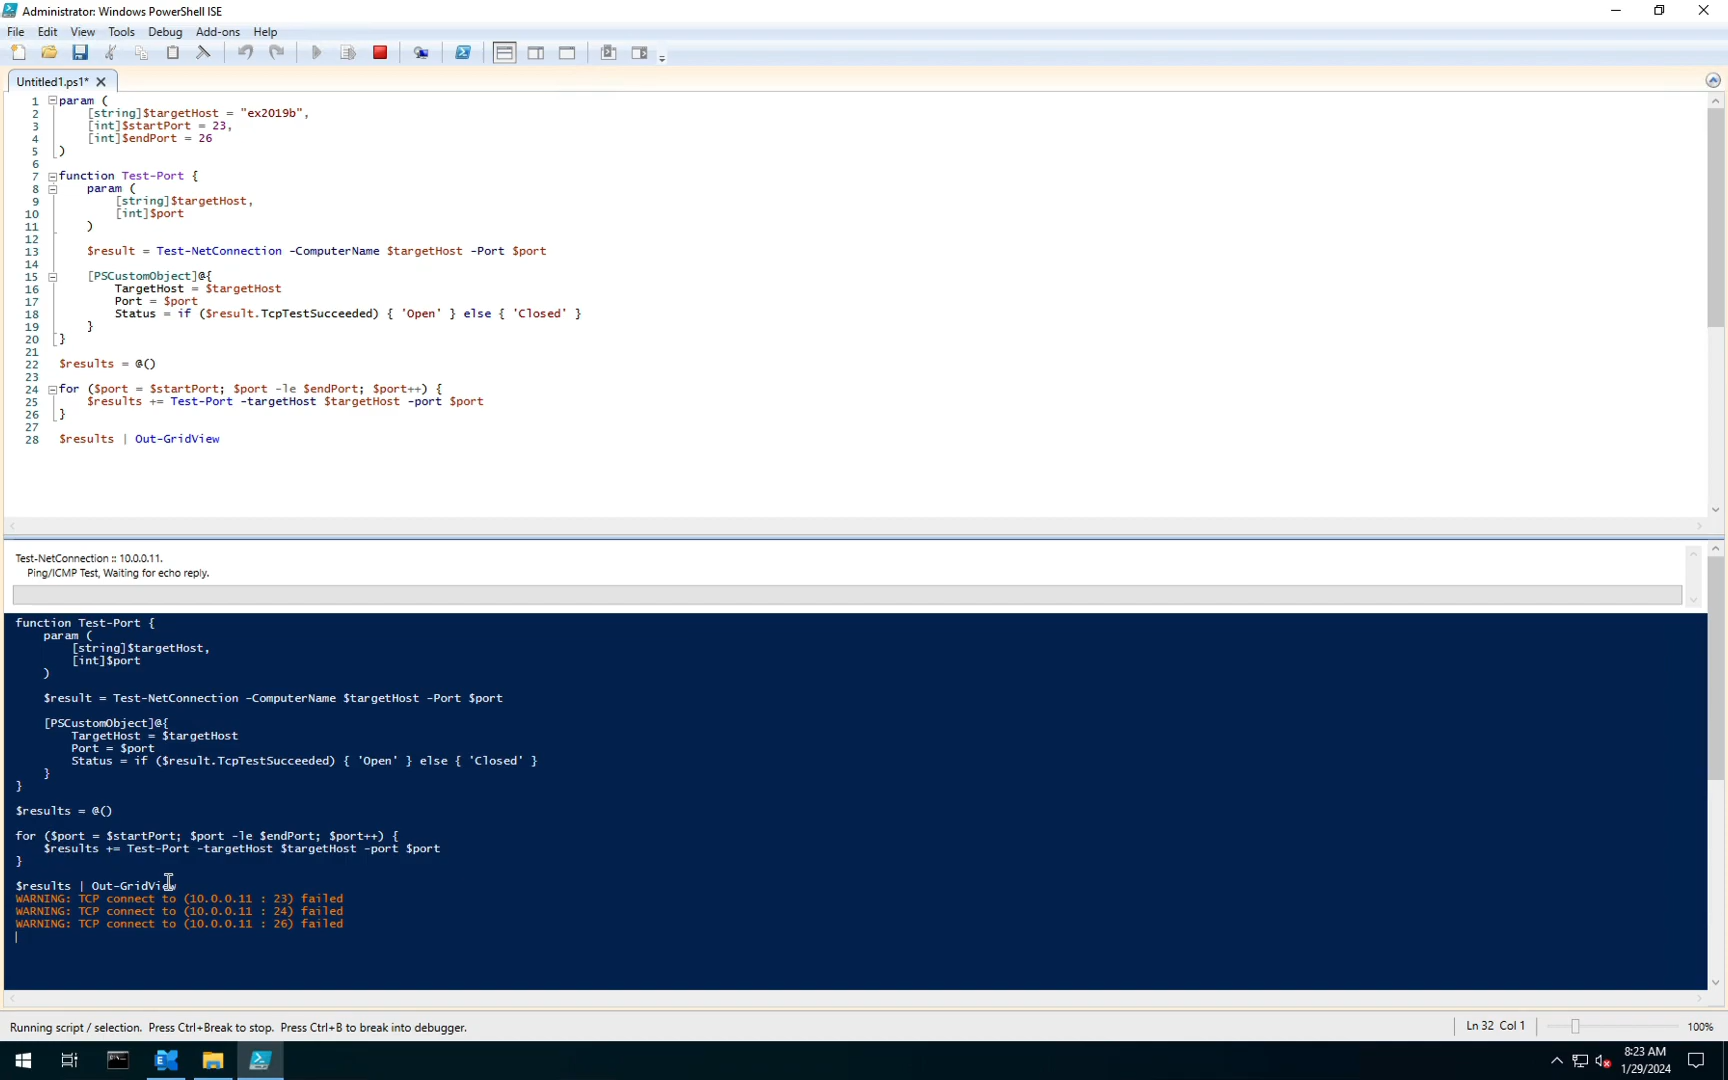 Administrator: Windows PowerShell ISE
File Edit View Tools Debug Add-ons Help
Untitled1.ps1*
1 param (
2 [string]$targetHost = "ex2019b",
3 [int]$startPort = 23,
4 [int]$endPort = 26
5 )
6
7 function Test-Port {
8 param (
9 [string]$targetHost,
10 [int]$port
11 )
12
13 $result = Test-NetConnection -ComputerName $targetHost -Port $port
14
15 [PSCustomObject]@{
16 TargetHost = $targetHost
17 Port = $port
18 Status = if ($result.TcpTestSucceeded) { 'Open' } else { 'Closed' }
19 }
20 }
21
22 $results = @()
23
24 for ($port = $startPort; $port -le $endPort; $port++) {
25 $results += Test-Port -targetHost $targetHost -port $port
26 }
27
28 $results | Out-GridView
Test-NetConnection :: 10.0.0.11.
Ping/ICMP Test, Waiting for echo reply.
function Test-Port {
param (
[string]$targetHost,
[int]$port
)
$result = Test-NetConnection -ComputerName $targetHost -Port $port
[PSCustomObject]@{
TargetHost = $targetHost
Port = $port
Status = if ($result.TcpTestSucceeded) { 'Open' } else { 'Closed' }
}
}
$results = @()
for ($port = $startPort; $port -le $endPort; $port++) {
$results += Test-Port -targetHost $targetHost -port $port
}
$results | Out-GridView
WARNING: TCP connect to (10.0.0.11 : 23) failed
WARNING: TCP connect to (10.0.0.11 : 24) failed
WARNING: TCP connect to (10.0.0.11 : 26) failed
Running script / selection. Press Ctrl+Break to stop. Press Ctrl+B to break into debugger.
Ln 32 Col 1
100%
8:23 AM
1/29/2024